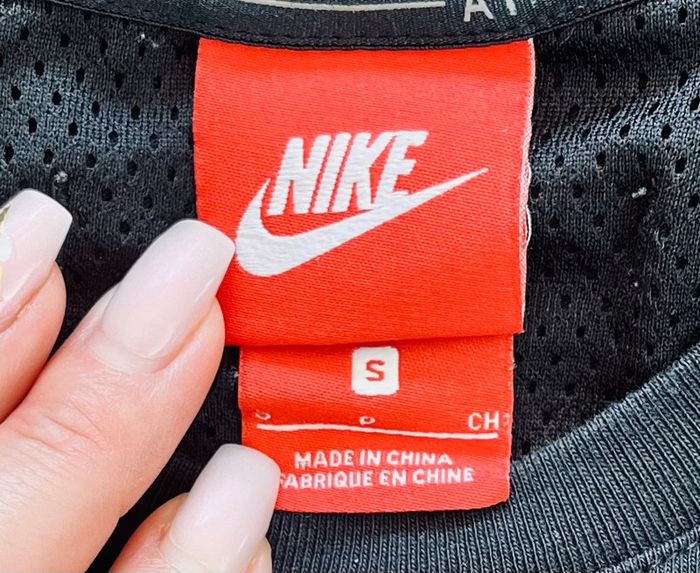 NIKE
S
CH
MADE IN CHINA
FABRIQUE EN CHINE